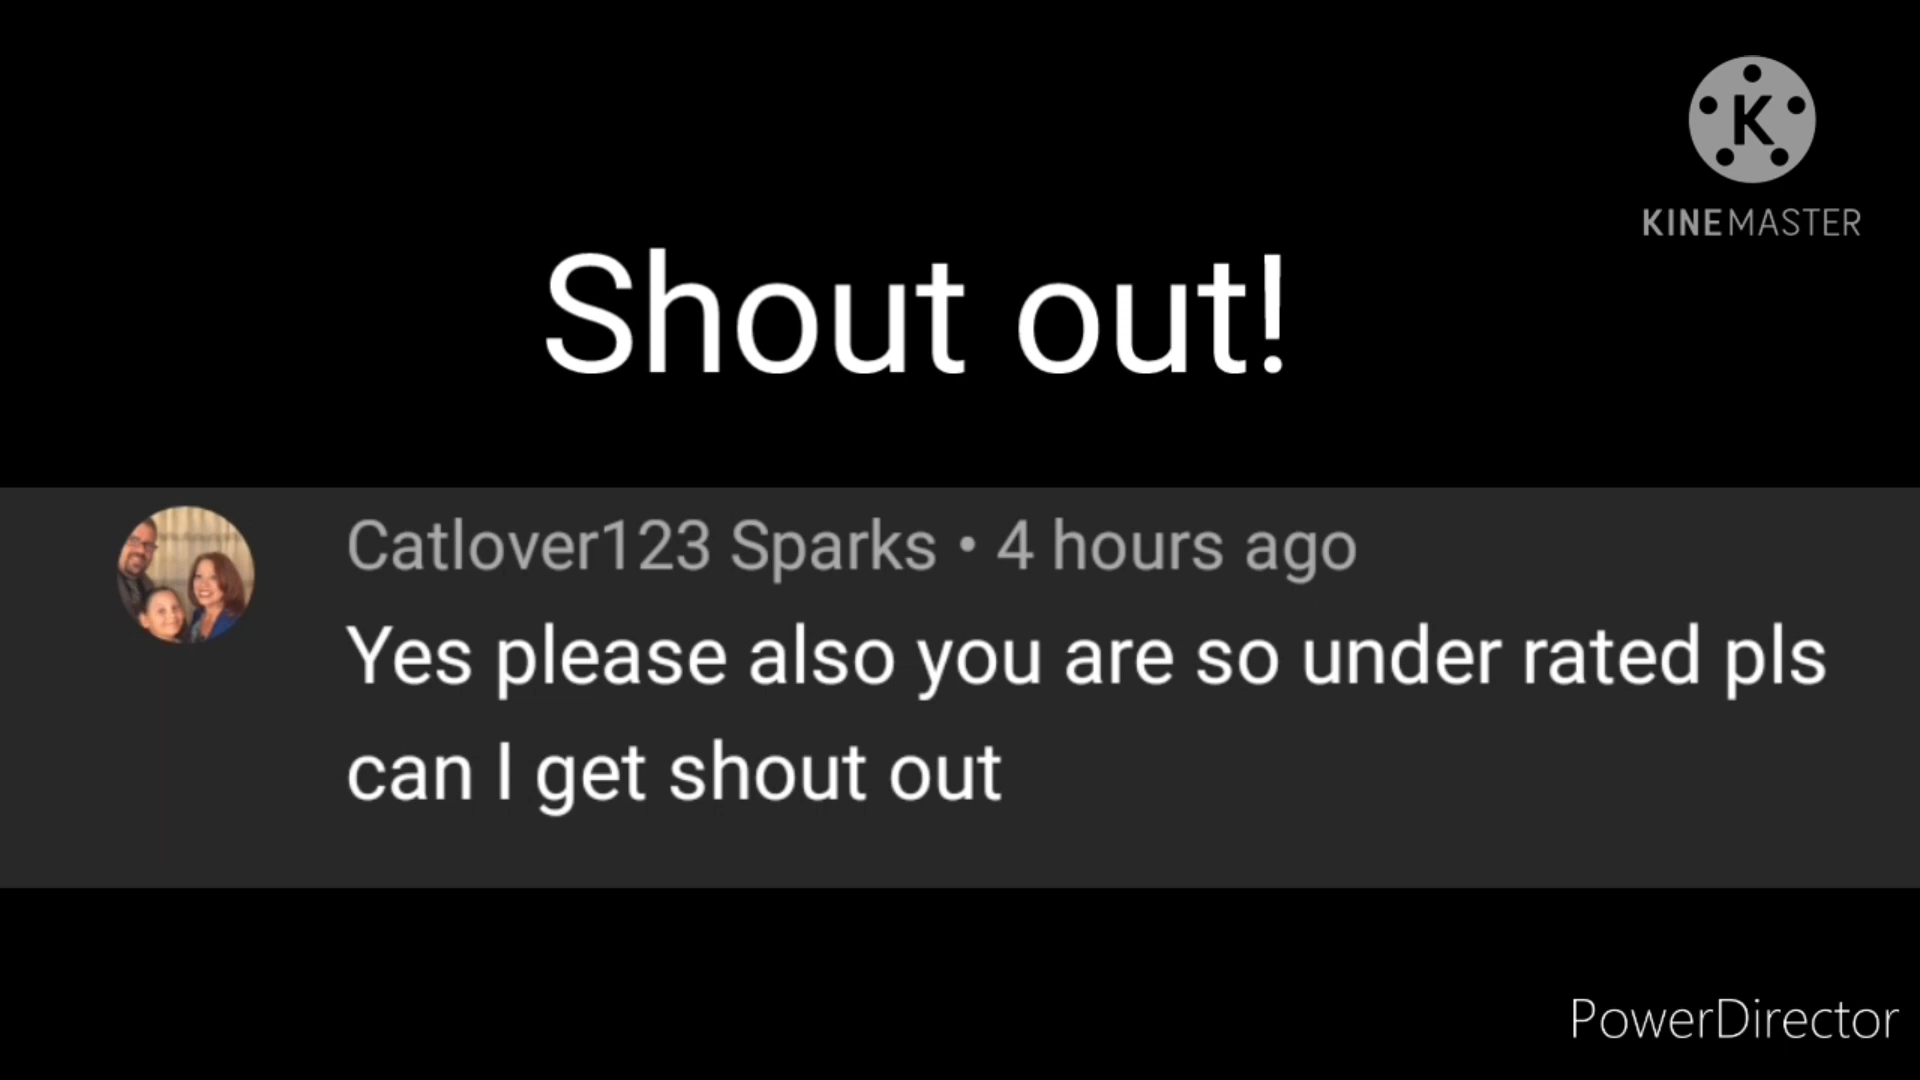 K
KINEMASTER
Shout out!
Catlover123 Sparks • 4 hours ago
Yes please also you are so under rated pls
can I get shout out
PowerDirector